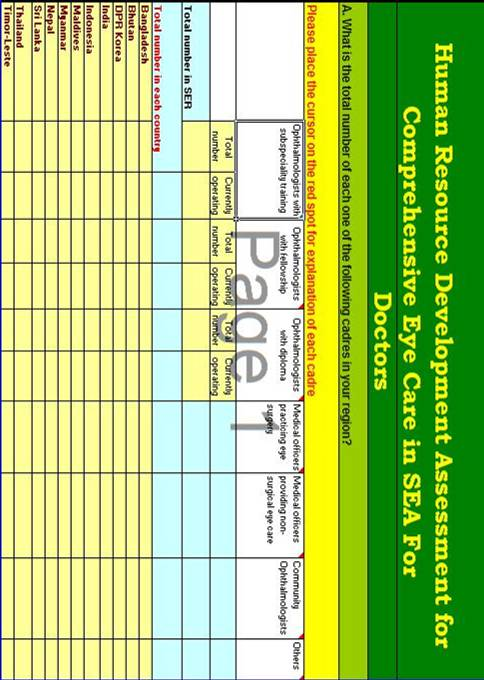 Human Resource Development Assessment for
Comprehensive Eye Care in SEA For
Doctors
A. What is the total number of each one of the following cadres in your region?
Please place the cursor on the red spot for explanation of each cadre
Ophthalmologists with
subspeciality training
Ophthalmologists
with fellowship
Ophthalmologists
with diploma
Medical officers
practicing eye
surgery
Medical officers
providing non-
surgical eye care
Community
Ophthalmologists
Others
Total
number
Currently
operating
Total
number
Currently
operating
Total
number
Currently
operating
Total number in SER
Total number in each country
Bangladesh
Bhutan
DPR Korea
India
Indonesia
Maldives
Myanmar
Nepal
Sri Lanka
Thailand
Timor-Leste
Page 1